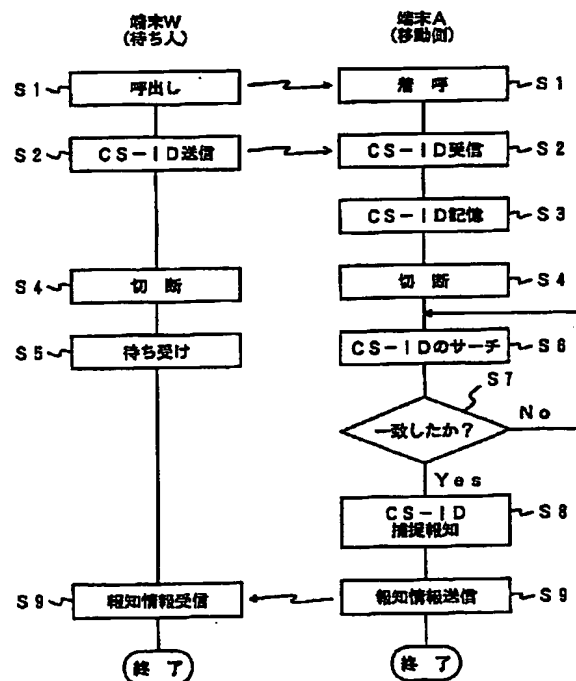 端末W
(待ち人)
端末A
(移動側)
S1
呼出し
着 呼
S1
S2
CS-ID送信
CS-ID受信
S2
CS-ID記憶
S3
S4
切 断
切 断
S4
S5
待ち受け
CS-IDのサーチ
S6
S7
一致したか?
No
Yes
CS-ID
捕捉報知
S8
S9
報知情報受信
報知情報送信
S9
終 了
終 了